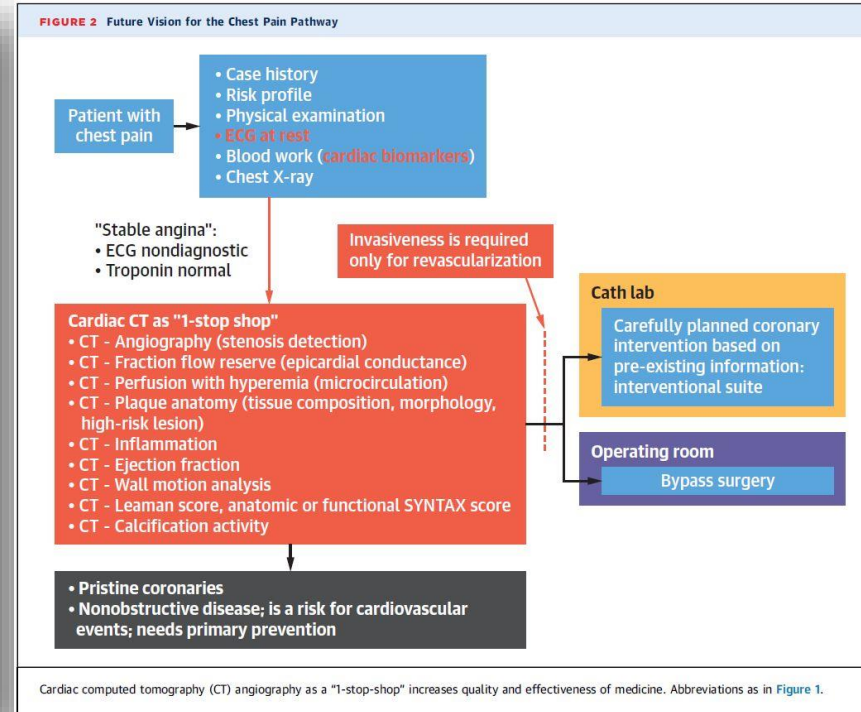 FIGURE 2 Future Vision for the Chest Pain Pathway
Patient with
chest pain
• Case history
• Risk profile
• Physical examination
• ECG at rest
• Blood work (cardiac biomarkers)
• Chest X-ray
"Stable angina":
• ECG nondiagnostic
• Troponin normal
Invasiveness is required
only for revascularization
Cardiac CT as "1-stop shop"
• CT - Angiography (stenosis detection)
• CT - Fraction flow reserve (epicardial conductance)
• CT - Perfusion with hyperemia (microcirculation)
• CT - Plaque anatomy (tissue composition, morphology,
high-risk lesion)
• CT - Inflammation
• CT - Ejection fraction
• CT - Wall motion analysis
• CT - Leaman score, anatomic or functional SYNTAX score
• CT - Calcification activity
Cath lab
Carefully planned coronary
intervention based on
pre-existing information:
interventional suite
Operating room
Bypass surgery
• Pristine coronaries
• Nonobstructive disease; is a risk for cardiovascular
events; needs primary prevention
Cardiac computed tomography (CT) angiography as a "1-stop-shop" increases quality and effectiveness of medicine. Abbreviations as in Figure 1.